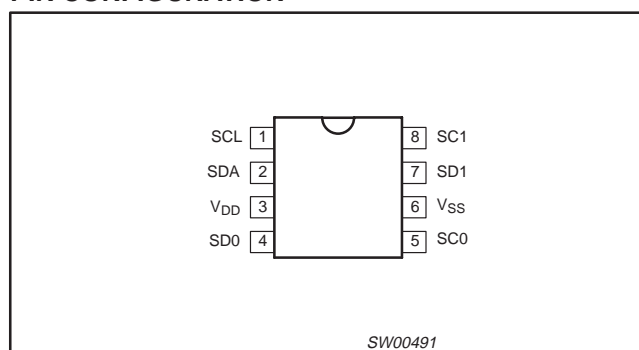 SCL 1 8 SC1
SDA 2 7 SD1
VDD 3 6 VSS
SD0 4 5 SC0
SW00491